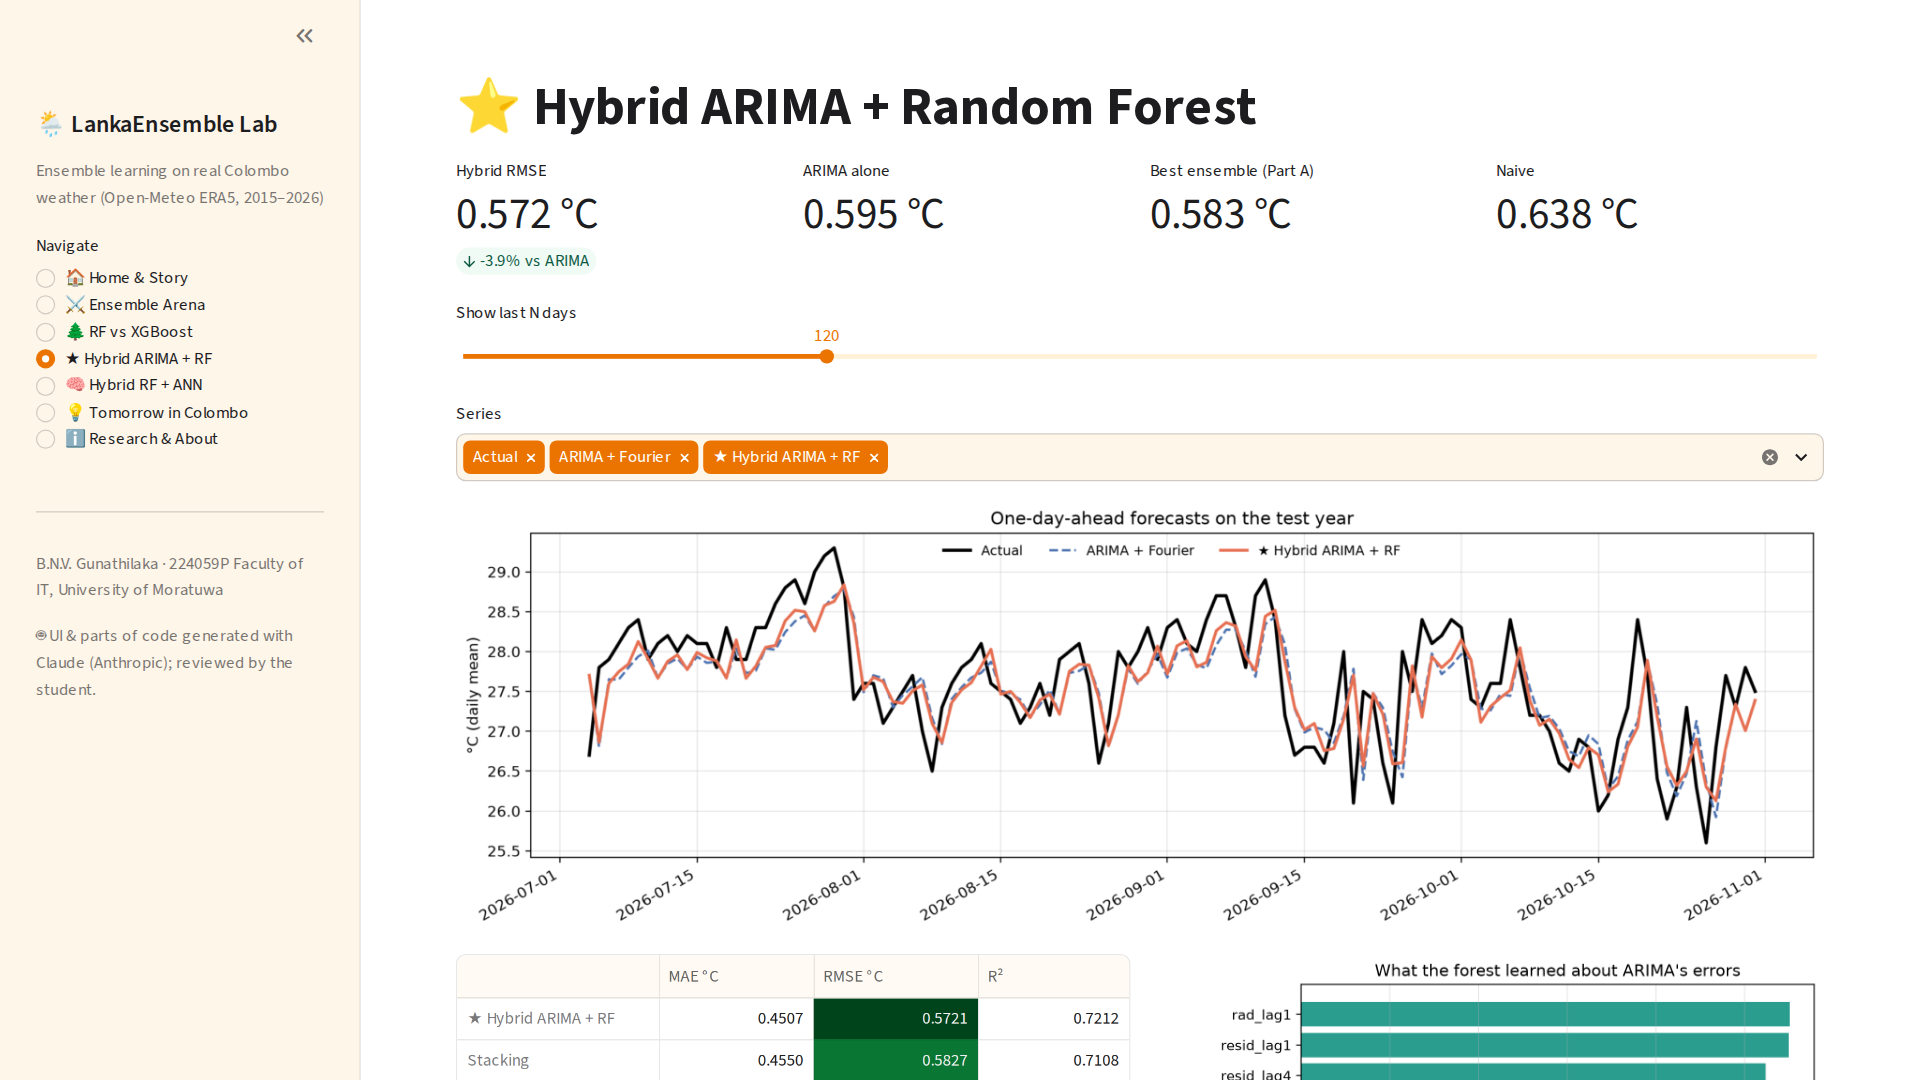 LankaEnsemble Lab
Ensemble learning on real Colombo
weather (Open-Meteo ERA5, 2015–2026)
Navigate
Home & Story
Ensemble Arena
RF vs XGBoost
★ Hybrid ARIMA + RF
Hybrid RF + ANN
Tomorrow in Colombo
Research & About
B.N.V. Gunathilaka · 224059P Faculty of
IT, University of Moratuwa
UI & parts of code generated with
Claude (Anthropic); reviewed by the
student.
Hybrid ARIMA + Random Forest
Hybrid RMSE
0.572 °C
↓ -3.9% vs ARIMA
ARIMA alone
0.595 °C
Best ensemble (Part A)
0.583 °C
Naive
0.638 °C
Show last N days
120
Series
Actual × ARIMA + Fourier × ★ Hybrid ARIMA + RF ×
One-day-ahead forecasts on the test year
Actual ARIMA + Fourier ★ Hybrid ARIMA + RF
°C (daily mean)
29.0
28.5
28.0
27.5
27.0
26.5
26.0
25.5
2026-07-01 2026-07-15 2026-08-01 2026-08-15 2026-09-01 2026-09-15 2026-10-01 2026-10-15 2026-11-01
MAE °C RMSE °C R²
★ Hybrid ARIMA + RF 0.4507 0.5721 0.7212
Stacking 0.4550 0.5827 0.7108
What the forest learned about ARIMA's errors
rad_lag1
resid_lag1
resid_lag4